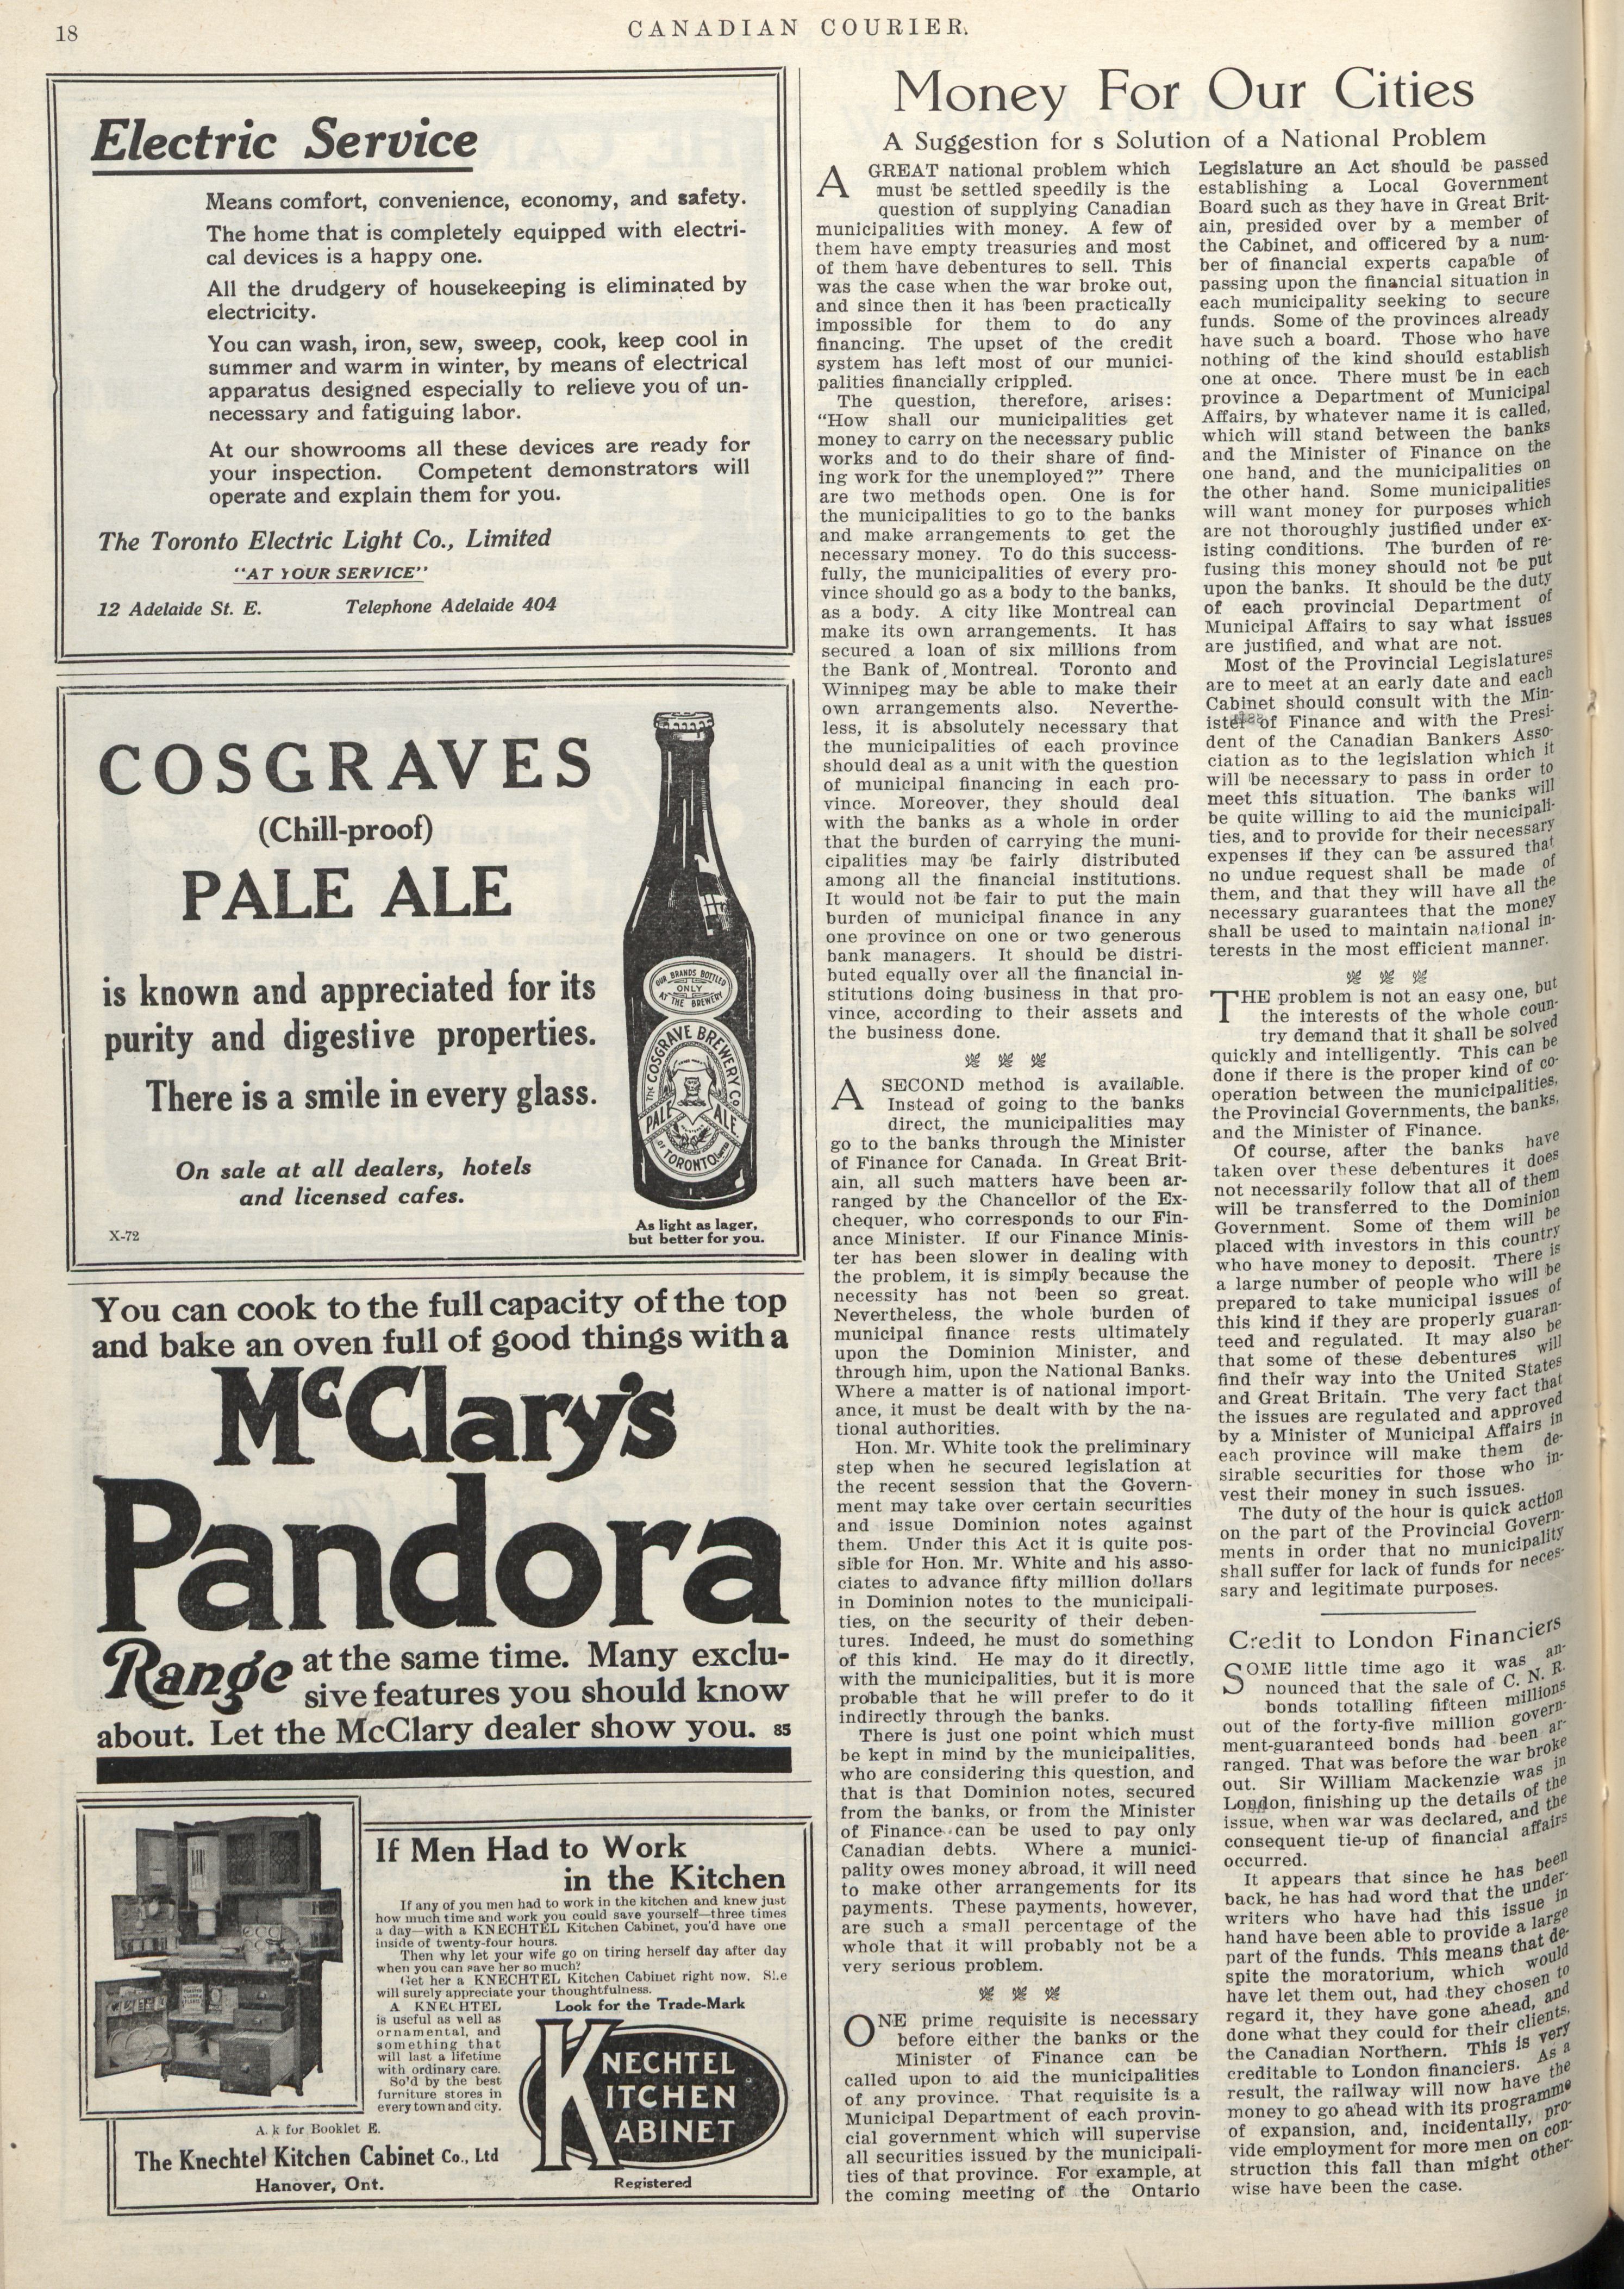 18
CANADIAN COURIER.
Electric Service
Means comfort, convenience, economy, and safety.
The home that is completely equipped with electri-
cal devices is a happy one.
All the drudgery of housekeeping is eliminated by
electricity.
You can wash, iron, sew, sweep, cook, keep cool in
summer and warm in winter, by means of electrical
apparatus designed especially to relieve you of un-
necessary and fatiguing labor.
At our showrooms all these devices are ready for
your inspection. Competent demonstrators will
operate and explain them for you.
The Toronto Electric Light Co., Limited
"AT YOUR SERVICE"
12 Adelaide St. E. Telephone Adelaide 404
COSGRAVES
(Chill-proof)
PALE ALE
is known and appreciated for its
purity and digestive properties.
There is a smile in every glass.
On sale at all dealers, hotels
and licensed cafes.
X-72
OUR BRANDS BOTTLED
ONLY
AT THE BREWERY
THE COSGRAVE BREWERY CO
PALE ALE
OF TORONTO LIMITED
As light as lager,
but better for you.
You can cook to the full capacity of the top
and bake an oven full of good things with a
McClary's
Pandora
Range at the same time. Many exclu-
sive features you should know
about. Let the McClary dealer show you. 85
If Men Had to Work
in the Kitchen
If any of you men had to work in the kitchen and knew just
how much time and work you could save yourself—three times
a day—with a KNECHTEL Kitchen Cabinet, you'd have one
inside of twenty-four hours.
Then why let your wife go on tiring herself day after day
when you can save her so much?
Get her a KNECHTEL Kitchen Cabinet right now. She
will surely appreciate your thoughtfulness.
A KNECHTEL
is useful as well as
ornamental, and
something that
will last a lifetime
with ordinary care.
So'd by the best
furniture stores in
every town and city.
Look for the Trade-Mark
KNECHTEL
KITCHEN
KABINET
Registered
A k for Booklet E.
The Knechtel Kitchen Cabinet Co., Ltd
Hanover, Ont.
Money For Our Cities
A Suggestion for s Solution of a National Problem
A GREAT national problem which
must be settled speedily is the
question of supplying Canadian
municipalities with money. A few of
them have empty treasuries and most
of them have debentures to sell. This
was the case when the war broke out,
and since then it has been practically
impossible for them to do any
financing. The upset of the credit
system has left most of our munici-
palities financially crippled.
The question, therefore, arises:
"How shall our municipalities get
money to carry on the necessary public
works and to do their share of find-
ing work for the unemployed?" There
are two methods open. One is for
the municipalities to go to the banks
and make arrangements to get the
necessary money. To do this success-
fully, the municipalities of every pro-
vince should go as a body to the banks,
as a body. A city like Montreal can
make its own arrangements. It has
secured a loan of six millions from
the Bank of Montreal. Toronto and
Winnipeg may be able to make their
own arrangements also. Neverthe-
less, it is absolutely necessary that
the municipalities of each province
should deal as a unit with the question
of municipal financing in each pro-
vince. Moreover, they should deal
with the banks as a whole in order
that the burden of carrying the muni-
cipalities may be fairly distributed
among all the financial institutions.
It would not be fair to put the main
burden of municipal finance in any
one province on one or two generous
bank managers. It should be distri-
buted equally over all the financial in-
stitutions doing business in that pro-
vince, according to their assets and
the business done.
A SECOND method is available.
Instead of going to the banks
direct, the municipalities may
go to the banks through the Minister
of Finance for Canada. In Great Brit-
ain, all such matters have been ar-
ranged by the Chancellor of the Ex-
chequer, who corresponds to our Fin-
ance Minister. If our Finance Minis-
ter has been slower in dealing with
the problem, it is simply because the
necessity has not been so great.
Nevertheless, the whole burden of
municipal finance rests ultimately
upon the Dominion Minister, and
through him, upon the National Banks.
Where a matter is of national import-
ance, it must be dealt with by the na-
tional authorities.
Hon. Mr. White took the preliminary
step when he secured legislation at
the recent session that the Govern-
ment may take over certain securities
and issue Dominion notes against
them. Under this Act it is quite pos-
sible for Hon. Mr. White and his asso-
ciates to advance fifty million dollars
in Dominion notes to the municipali-
ties, on the security of their deben-
tures. Indeed, he must do something
of this kind. He may do it directly,
with the municipalities, but it is more
probable that he will prefer to do it
indirectly through the banks.
There is just one point which must
be kept in mind by the municipalities,
who are considering this question, and
that is that Dominion notes, secured
from the banks, or from the Minister
of Finance can be used to pay only
Canadian debts. Where a munici-
pality owes money abroad, it will need
to make other arrangements for its
payments. These payments, however,
are such a small percentage of the
whole that it will probably not be a
very serious problem.
ONE prime requisite is necessary
before either the banks or the
Minister of Finance can be
called upon to aid the municipalities
of any province. That requisite is a
Municipal Department of each provin-
cial government which will supervise
all securities issued by the municipali-
ties of that province. For example, at
the coming meeting of the Ontario
Legislature an Act should be passed
establishing a Local Government
Board such as they have in Great Brit-
ain, presided over by a member of
the Cabinet, and officered by a num-
ber of financial experts capable of
passing upon the financial situation in
each municipality seeking to secure
funds. Some of the provinces already
have such a board. Those who have
nothing of the kind should establish
one at once. There must be in each
province a Department of Municipal
Affairs, by whatever name it is called,
which will stand between the banks
and the Minister of Finance on the
one hand, and the municipalities on
the other hand. Some municipalities
will want money for purposes which
are not thoroughly justified under ex-
isting conditions. The burden of re-
fusing this money should not be put
upon the banks. It should be the duty
of each provincial Department of
Municipal Affairs to say what issues
are justified, and what are not.
Most of the Provincial Legislatures
are to meet at an early date and each
Cabinet should consult with the Min-
ister of Finance and with the Presi-
dent of the Canadian Bankers Asso-
ciation as to the legislation which it
will be necessary to pass in order to
meet this situation. The banks will
be quite willing to aid the municipali-
ties, and to provide for their necessary
expenses if they can be assured that
no undue request shall be made of
them, and that they will have all the
necessary guarantees that the money
shall be used to maintain national in-
terests in the most efficient manner.
THE problem is not an easy one, but
the interests of the whole coun-
try demand that it shall be solved
quickly and intelligently. This can be
done if there is the proper kind of co-
operation between the municipalities,
the Provincial Governments, the banks,
and the Minister of Finance.
Of course, after the banks have
taken over these debentures it does
not necessarily follow that all of them
will be transferred to the Dominion
Government. Some of them will be
placed with investors in this country
who have money to deposit. There is
a large number of people who will be
prepared to take municipal issues of
this kind if they are properly guaran-
teed and regulated. It may also be
that some of these debentures will
find their way into the United States
and Great Britain. The very fact that
the issues are regulated and approved
by a Minister of Municipal Affairs in
each province will make them de-
sirable securities for those who in-
vest their money in such issues.
The duty of the hour is quick action
on the part of the Provincial Govern-
ments in order that no municipality
shall suffer for lack of funds for neces-
sary and legitimate purposes.
Credit to London Financiers
SOME little time ago it was an-
nounced that the sale of C. N. R.
bonds totalling fifteen millions
out of the forty-five million govern-
ment-guaranteed bonds had been ar-
ranged. That was before the war broke
out. Sir William Mackenzie was in
London, finishing up the details of the
issue, when war was declared, and the
consequent tie-up of financial affairs
occurred.
It appears that since he has been
back, he has had word that the under-
writers who have had this issue in
hand have been able to provide a large
part of the funds. This means that de-
spite the moratorium, which would
have let them out, had they chosen to
regard it, they have gone ahead, and
done what they could for their clients,
the Canadian Northern. This is very
creditable to London financiers. As a
result, the railway will now have the
money to go ahead with its programme
of expansion, and, incidentally, pro-
vide employment for more men on con-
struction this fall than might other-
wise have been the case.